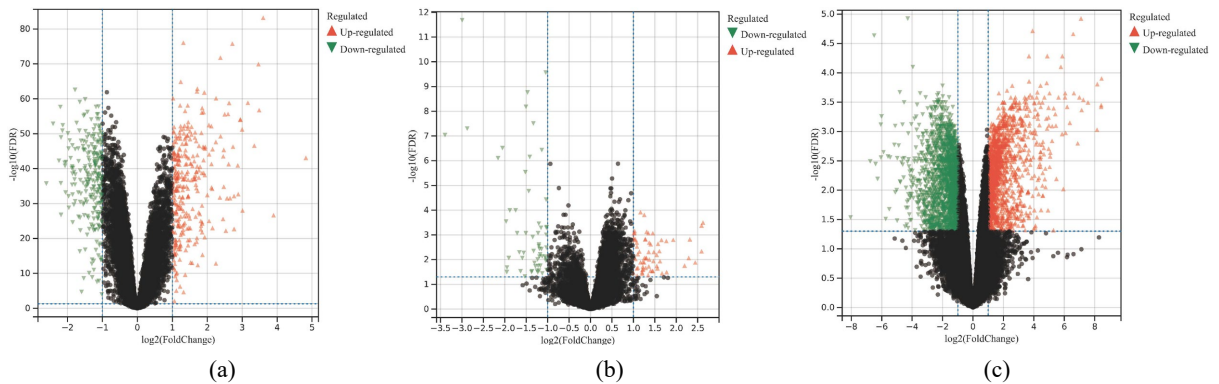 Regulated
Up-regulated
Down-regulated
-log10(FDR)
80
70
60
50
40
30
20
10
0
−2 −1 0 1 2 3 4 5
log2(FoldChange)
(a)
Regulated
Down-regulated
Up-regulated
-log10(FDR)
12
11
10
9
8
7
6
5
4
3
2
1
0
−3.5 −3.0 −2.5 −2.0 −1.5 −1.0 −0.5 0.0 0.5 1.0 1.5 2.0 2.5
log2(FoldChange)
(b)
Regulated
Up-regulated
Down-regulated
-log10(FDR)
5.0
4.5
4.0
3.5
3.0
2.5
2.0
1.5
1.0
0.5
0.0
−8 −6 −4 −2 0 2 4 6 8
log2(FoldChange)
(c)